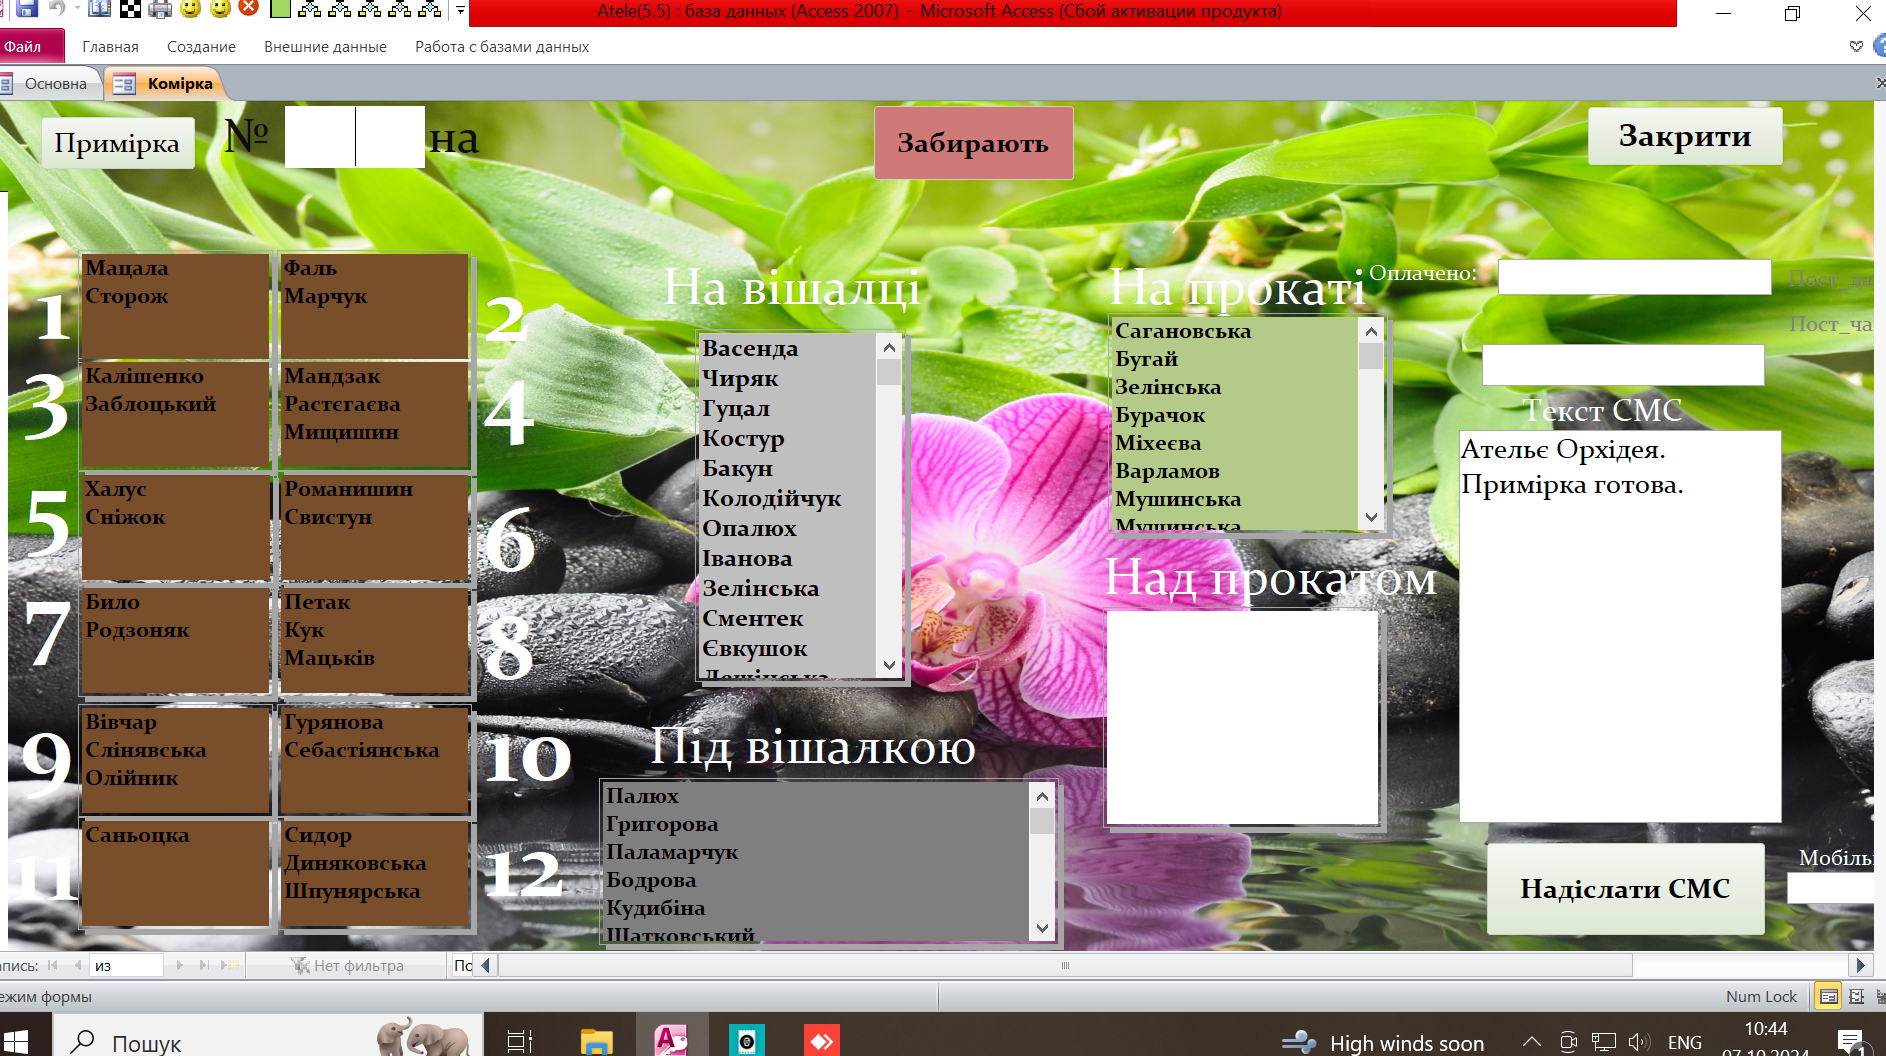 Atele(5.5) : база данных (Access 2007) - Microsoft Access (Сбой активации продукта)
Файл Главная Создание Внешние данные Работа с базами данных
Основна Комірка
Примірка № на Забирають Закрити
1
Мацала
Сторож
Фаль
Марчук
2
3
Калішенко
Заблоцький
Мандзак
Растєгаєва
Мищишин
4
5
Халус
Сніжок
Романишин
Свистун
6
7
Било
Родзоняк
Петак
Кук
Мацьків
8
9
Вівчар
Слінявська
Олійник
Гурянова
Себастіянська
10
11
Саньоцка
Сидор
Диняковська
Шпунярська
12
На вішалці
Васенда
Чиряк
Гуцал
Костур
Бакун
Колодійчук
Опалюх
Іванова
Зелінська
Сментек
Євкушок
Під вішалкою
Палюх
Григорова
Паламарчук
Бодрова
Кудибіна
Шатковський
На прокаті
Сагановська
Бугай
Зелінська
Бурачок
Міхеєва
Варламов
Мушинська
Мушинська
Над прокатом
Оплачено:
Пост_да
Пост_ча
Текст СМС
Ательє Орхідея.
Примірка готова.
Надіслати СМС
Мобіль
апись: из Нет фильтра По
ежим формы Num Lock
Пошук High winds soon ENG 10:44
07.10.2024